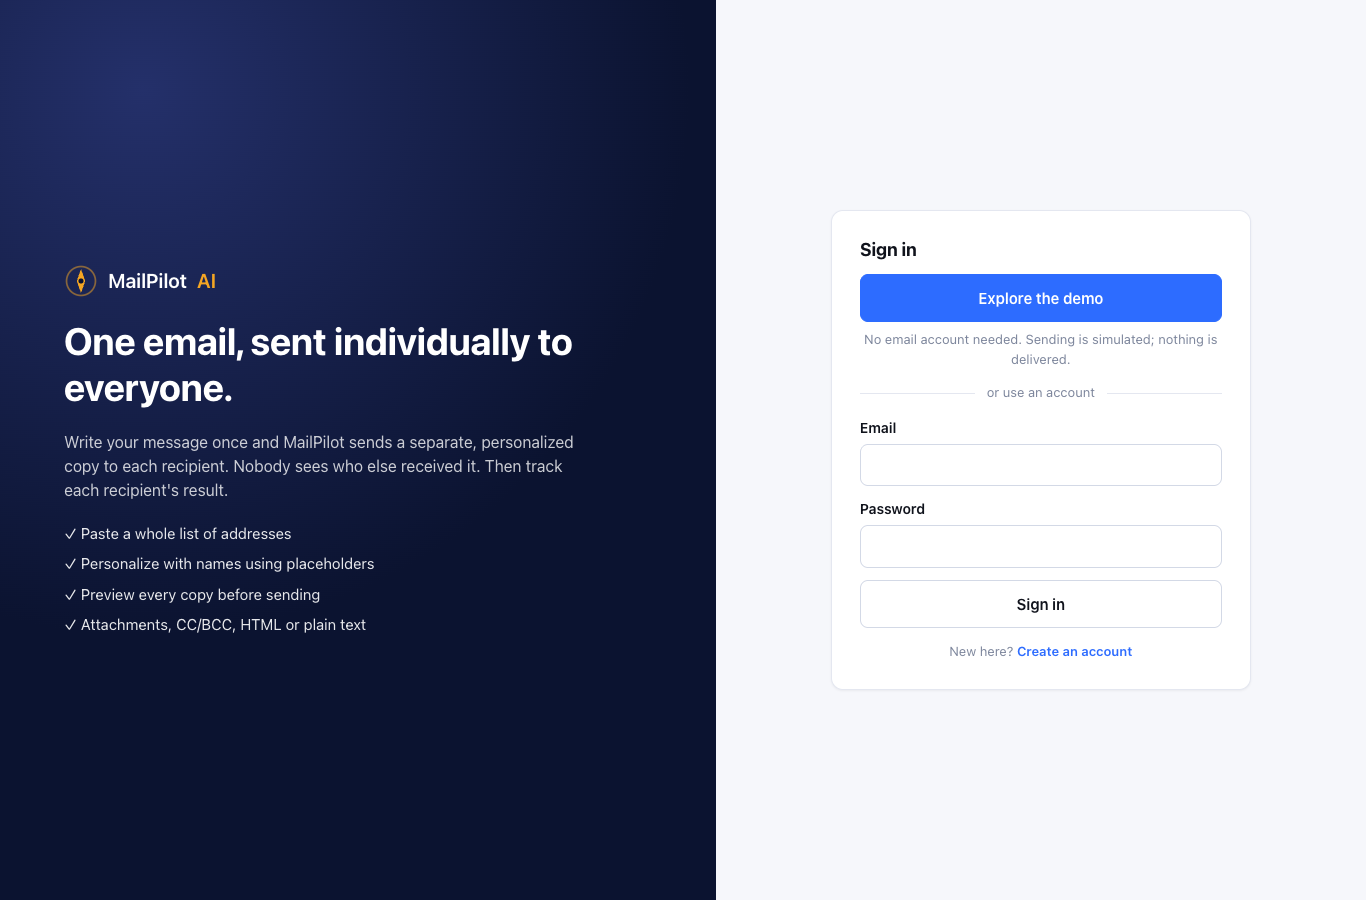 MailPilot AI
One email, sent individually to
everyone.
Write your message once and MailPilot sends a separate, personalized
copy to each recipient. Nobody sees who else received it. Then track
each recipient's result.
✓ Paste a whole list of addresses
✓ Personalize with names using placeholders
✓ Preview every copy before sending
✓ Attachments, CC/BCC, HTML or plain text
Sign in
Explore the demo
No email account needed. Sending is simulated; nothing is
delivered.
or use an account
Email
Password
Sign in
New here? Create an account